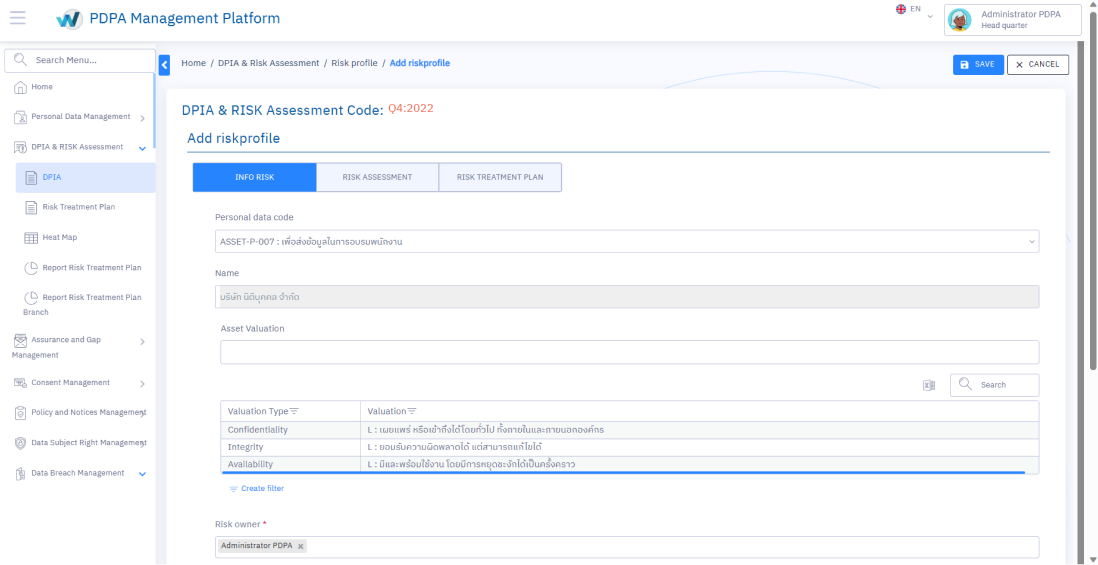 PDPA Management Platform
EN
Administrator PDPA
Head quarter
Search Menu...
Home
Personal Data Management
DPIA & RISK Assessment
DPIA
Risk Treatment Plan
Heat Map
Report Risk Treatment Plan
Report Risk Treatment Plan
Branch
Assurance and Gap
Management
Consent Management
Policy and Notices Management
Data Subject Right Management
Data Breach Management
Home / DPIA & Risk Assessment / Risk profile / Add riskprofile
SAVE
CANCEL
DPIA & RISK Assessment Code: Q4:2022
Add riskprofile
INFO RISK
RISK ASSESSMENT
RISK TREATMENT PLAN
Personal data code
ASSET-P-007 : เพื่อส่งข้อมูลในการอบรมพนักงาน
Name
บริษัท นิติบุคคล จำกัด
Asset Valuation
Search
Valuation Type Valuation
Confidentiality L : เผยแพร่ หรือเข้าถึงได้โดยทั่วไป ทั้งภายในและภายนอกองค์กร
Integrity L : ยอมรับความผิดพลาดได้ แต่สามารถแก้ไขได้
Availability L : มีและพร้อมใช้งาน โดยมีการหยุดชะงักได้เป็นครั้งคราว
Create filter
Risk owner *
Administrator PDPA x